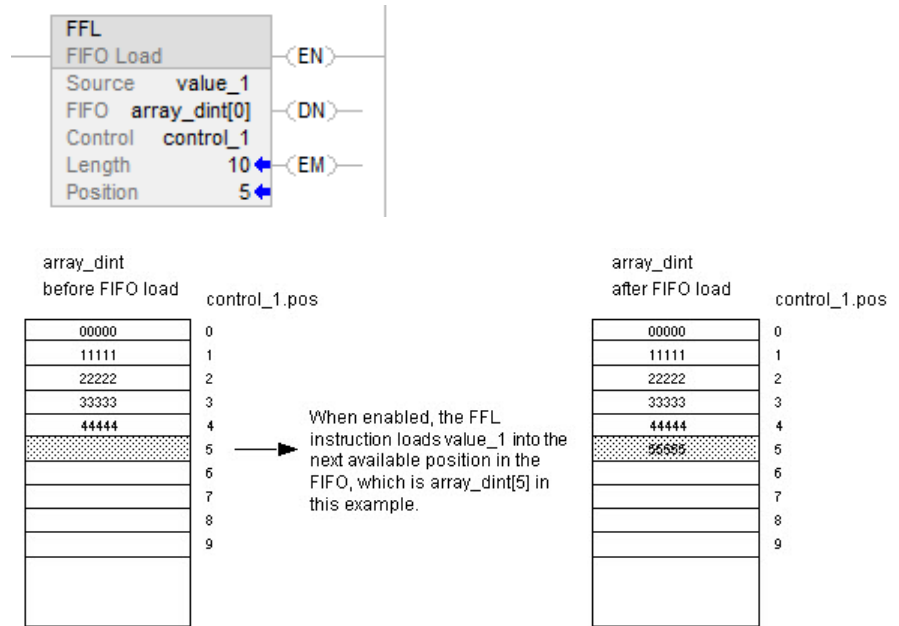 FFL
FIFO Load
EN
Source value_1
FIFO array_dint[0]
DN
Control control_1
Length 10
EM
Position 5
array_dint
before FIFO load
control_1.pos
00000 0
11111 1
22222 2
33333 3
44444 4
5
6
7
8
9
When enabled, the FFL
instruction loads value_1 into the
next available position in the
FIFO, which is array_dint[5] in
this example.
array_dint
after FIFO load
control_1.pos
00000 0
11111 1
22222 2
33333 3
44444 4
55555 5
6
7
8
9